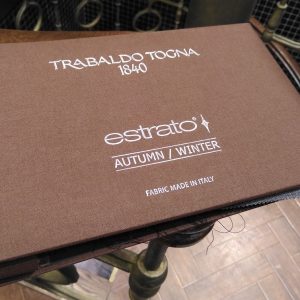 TRABALDO TOGNA
1840
estrato°
AUTUMN / WINTER
FABRIC MADE IN ITALY